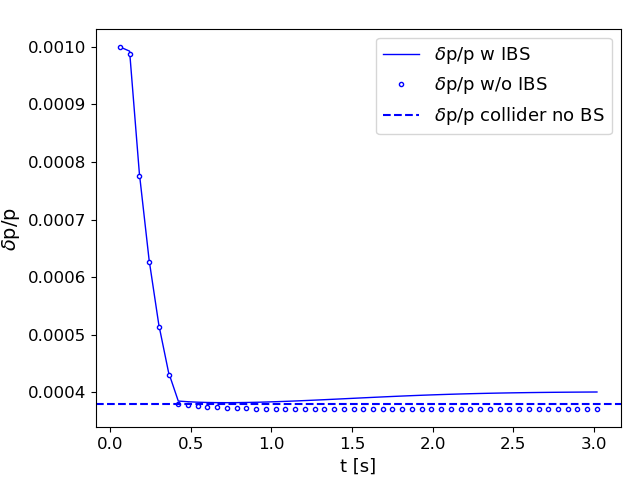 0.0010
0.0009
0.0008
0.0007
0.0006
0.0005
0.0004
δp/p
0.0
0.5
1.0
1.5
2.0
2.5
3.0
t [s]
δp/p w IBS
δp/p w/o IBS
δp/p collider no BS